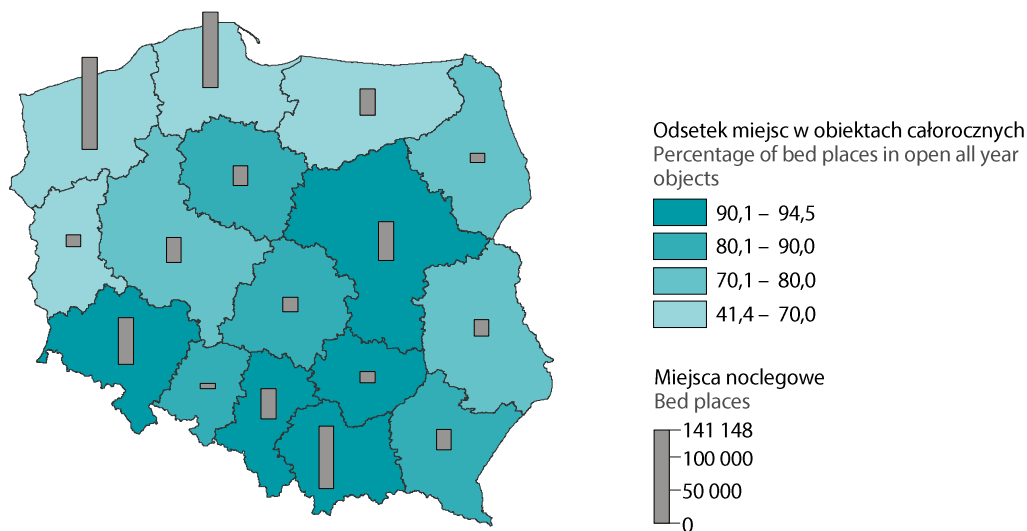 Odsetek miejsc w obiektach całorocznych
Percentage of bed places in open all year
objects
90,1 – 94,5
80,1 – 90,0
70,1 – 80,0
41,4 – 70,0
Miejsca noclegowe
Bed places
141 148
100 000
50 000
0